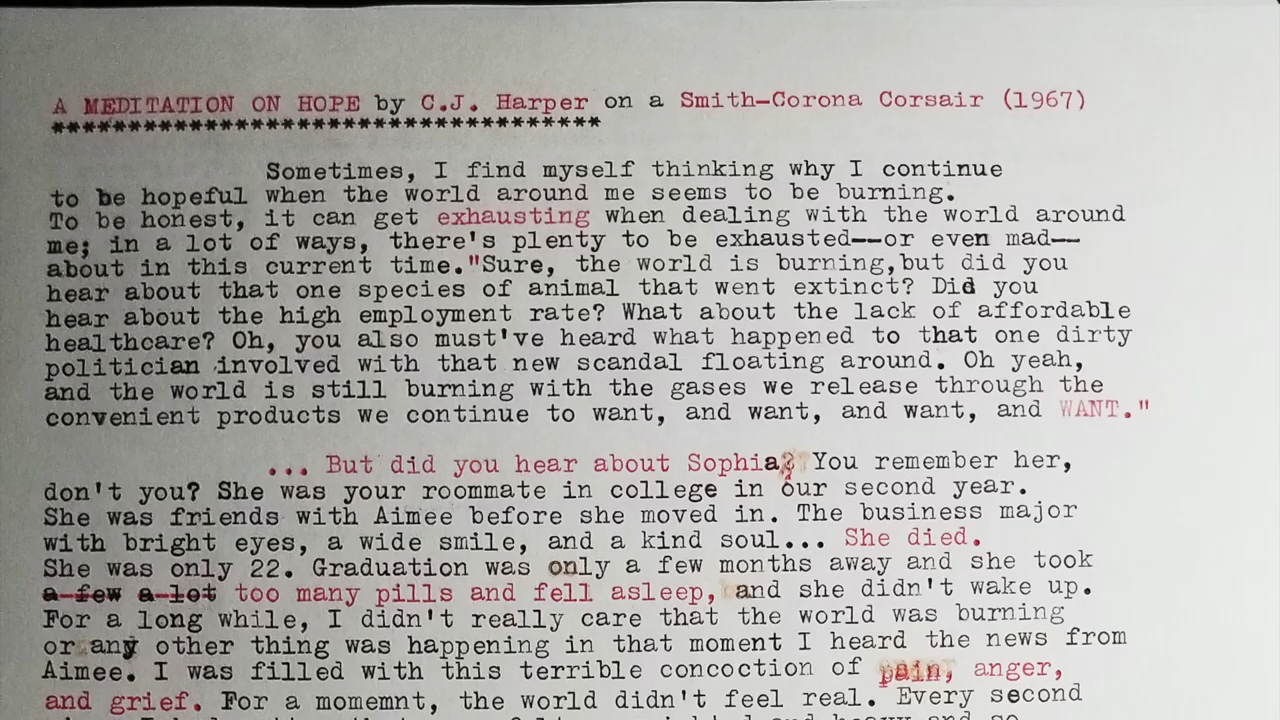 A MEDITATION ON HOPE by C.J. Harper on a Smith-Corona Corsair (1967)
************************************
Sometimes, I find myself thinking why I continue
to be hopeful when the world around me seems to be burning.
To be honest, it can get exhausting when dealing with the world around
me; in a lot of ways, there's plenty to be exhausted--or even mad--
about in this current time."Sure, the world is burning,but did you
hear about that one species of animal that went extinct? Did you
hear about the high employment rate? What about the lack of affordable
healthcare? Oh, you also must've heard what happened to that one dirty
politician involved with that new scandal floating around. Oh yeah,
and the world is still burning with the gases we release through the
convenient products we continue to want, and want, and want, and WANT."
... But did you hear about Sophia? You remember her,
don't you? She was your roommate in college in our second year.
She was friends with Aimee before she moved in. The business major
with bright eyes, a wide smile, and a kind soul... She died.
She was only 22. Graduation was only a few months away and she took
a few a lot too many pills and fell asleep, and she didn't wake up.
For a long while, I didn't really care that the world was burning
or any other thing was happening in that moment I heard the news from
Aimee. I was filled with this terrible concoction of pain, anger,
and grief. For a momemnt, the world didn't feel real. Every second